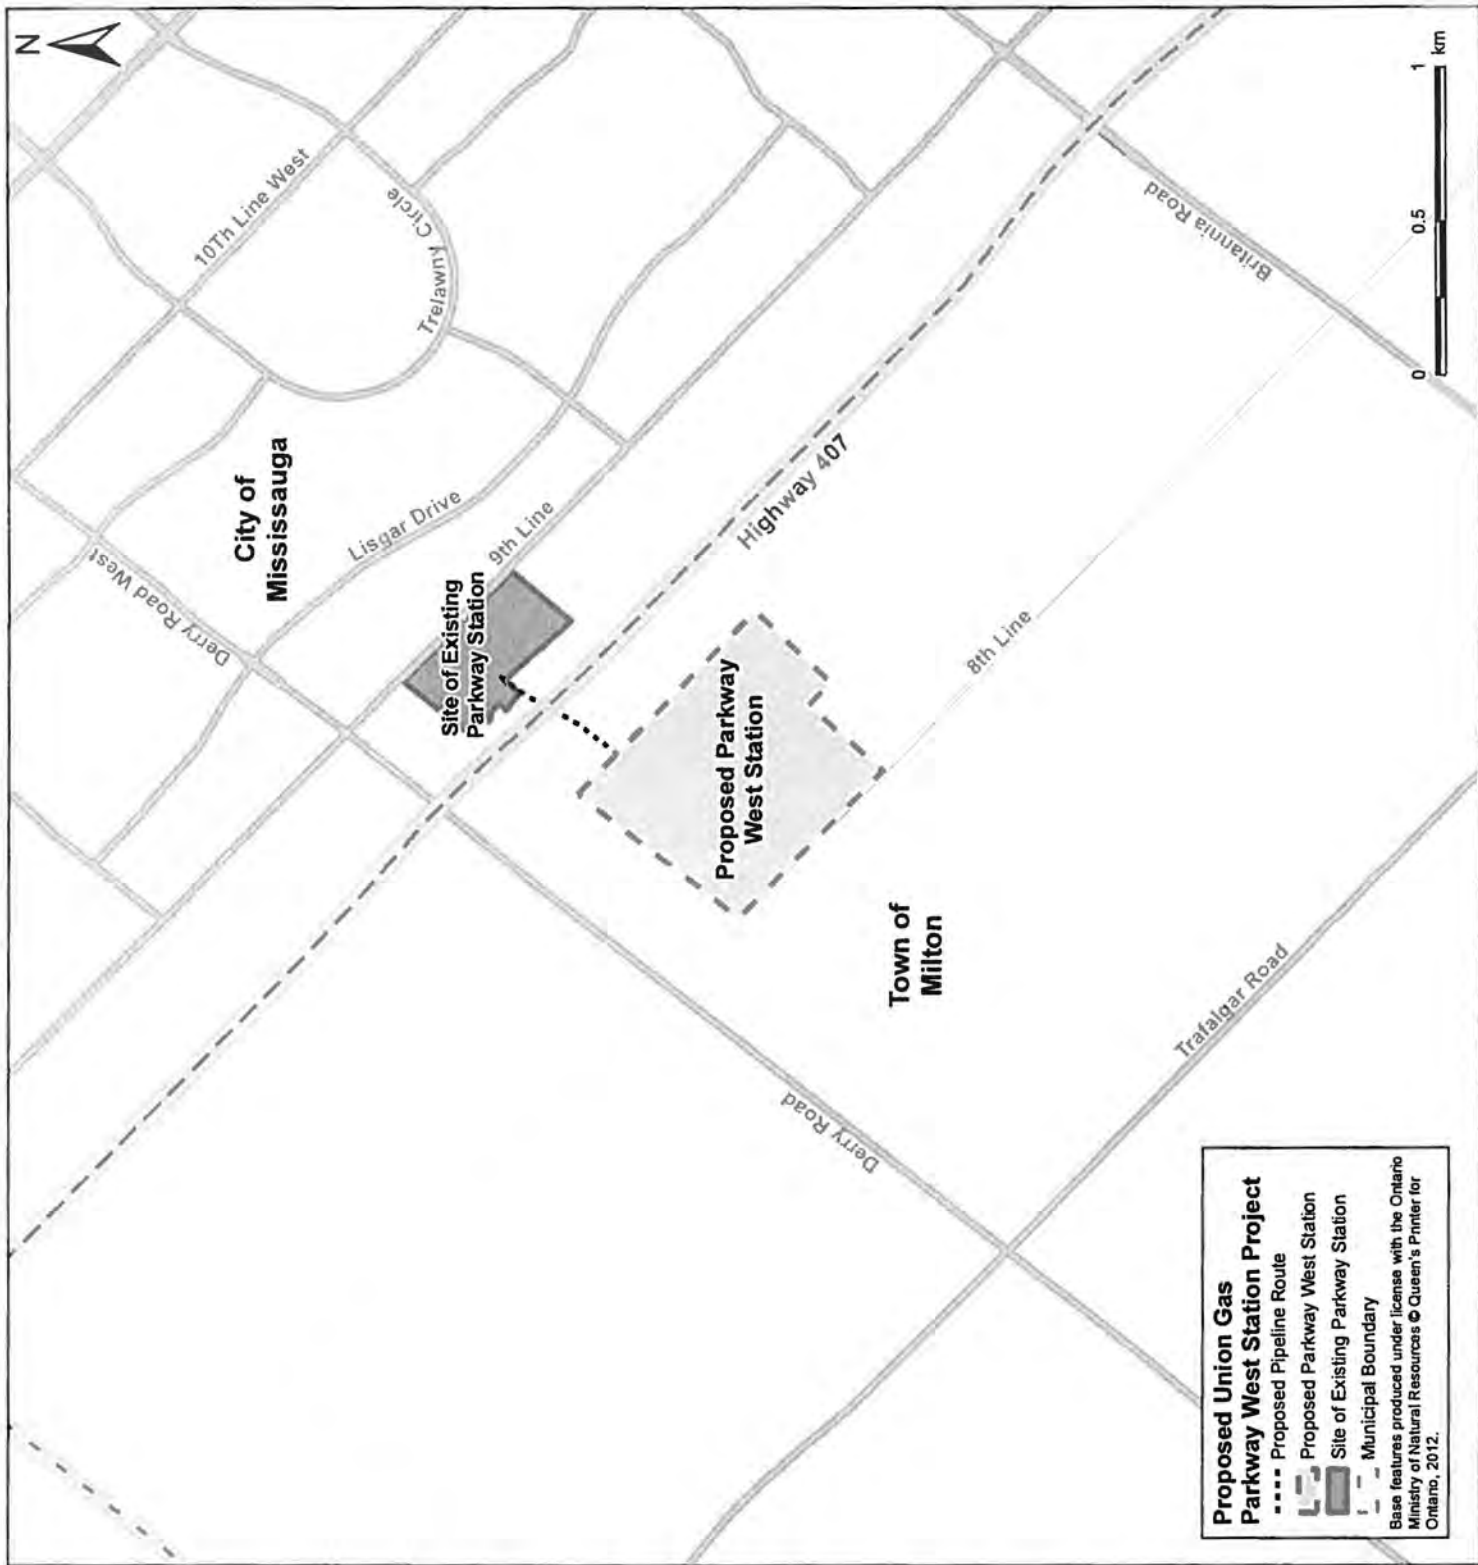 N
10Th Line West
Trelawny Circle
City of
Mississauga
Derry Road West
Lisgar Drive
9th Line
Site of Existing
Parkway Station
Highway 407
Britannia Road
Proposed Parkway
West Station
8th Line
Town of
Milton
Derry Road
Trafalgar Road
0 0.5 1 km
Proposed Union Gas
Parkway West Station Project
Proposed Pipeline Route
Proposed Parkway West Station
Site of Existing Parkway Station
Municipal Boundary
Base features produced under license with the Ontario
Ministry of Natural Resources © Queen's Printer for
Ontario, 2012.